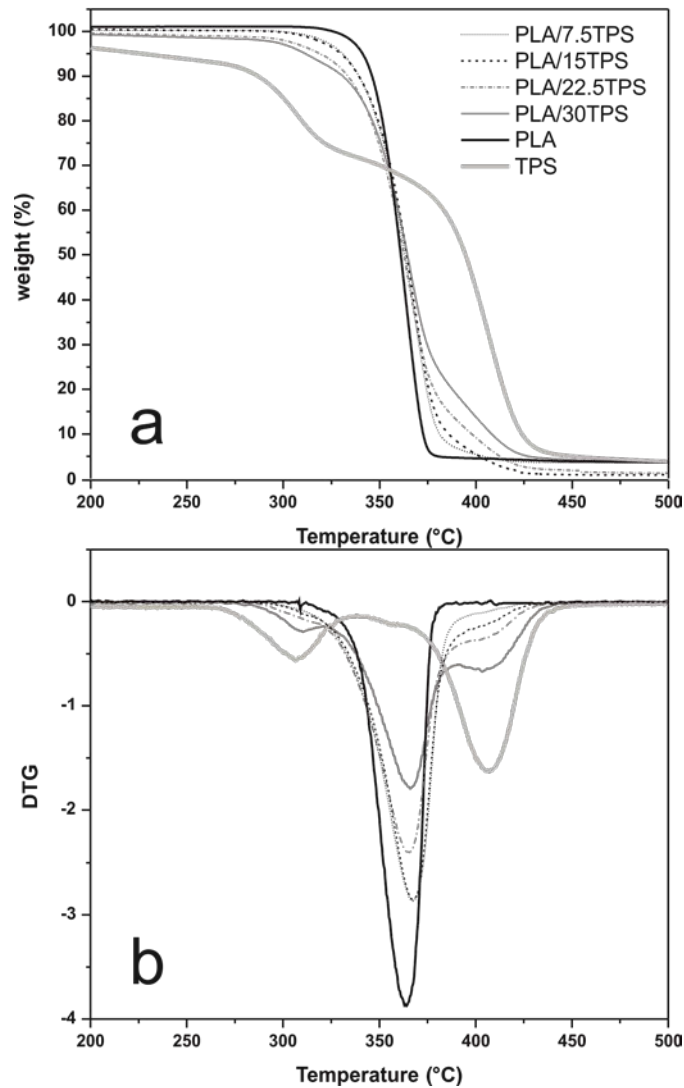 100
90
80
70
60
50
40
30
20
10
0
weight (%)
PLA/7.5TPS
PLA/15TPS
PLA/22.5TPS
PLA/30TPS
PLA
TPS
a
200 250 300 350 400 450 500
Temperature (°C)
0
-1
-2
-3
-4
DTG
b
200 250 300 350 400 450 500
Temperature (°C)